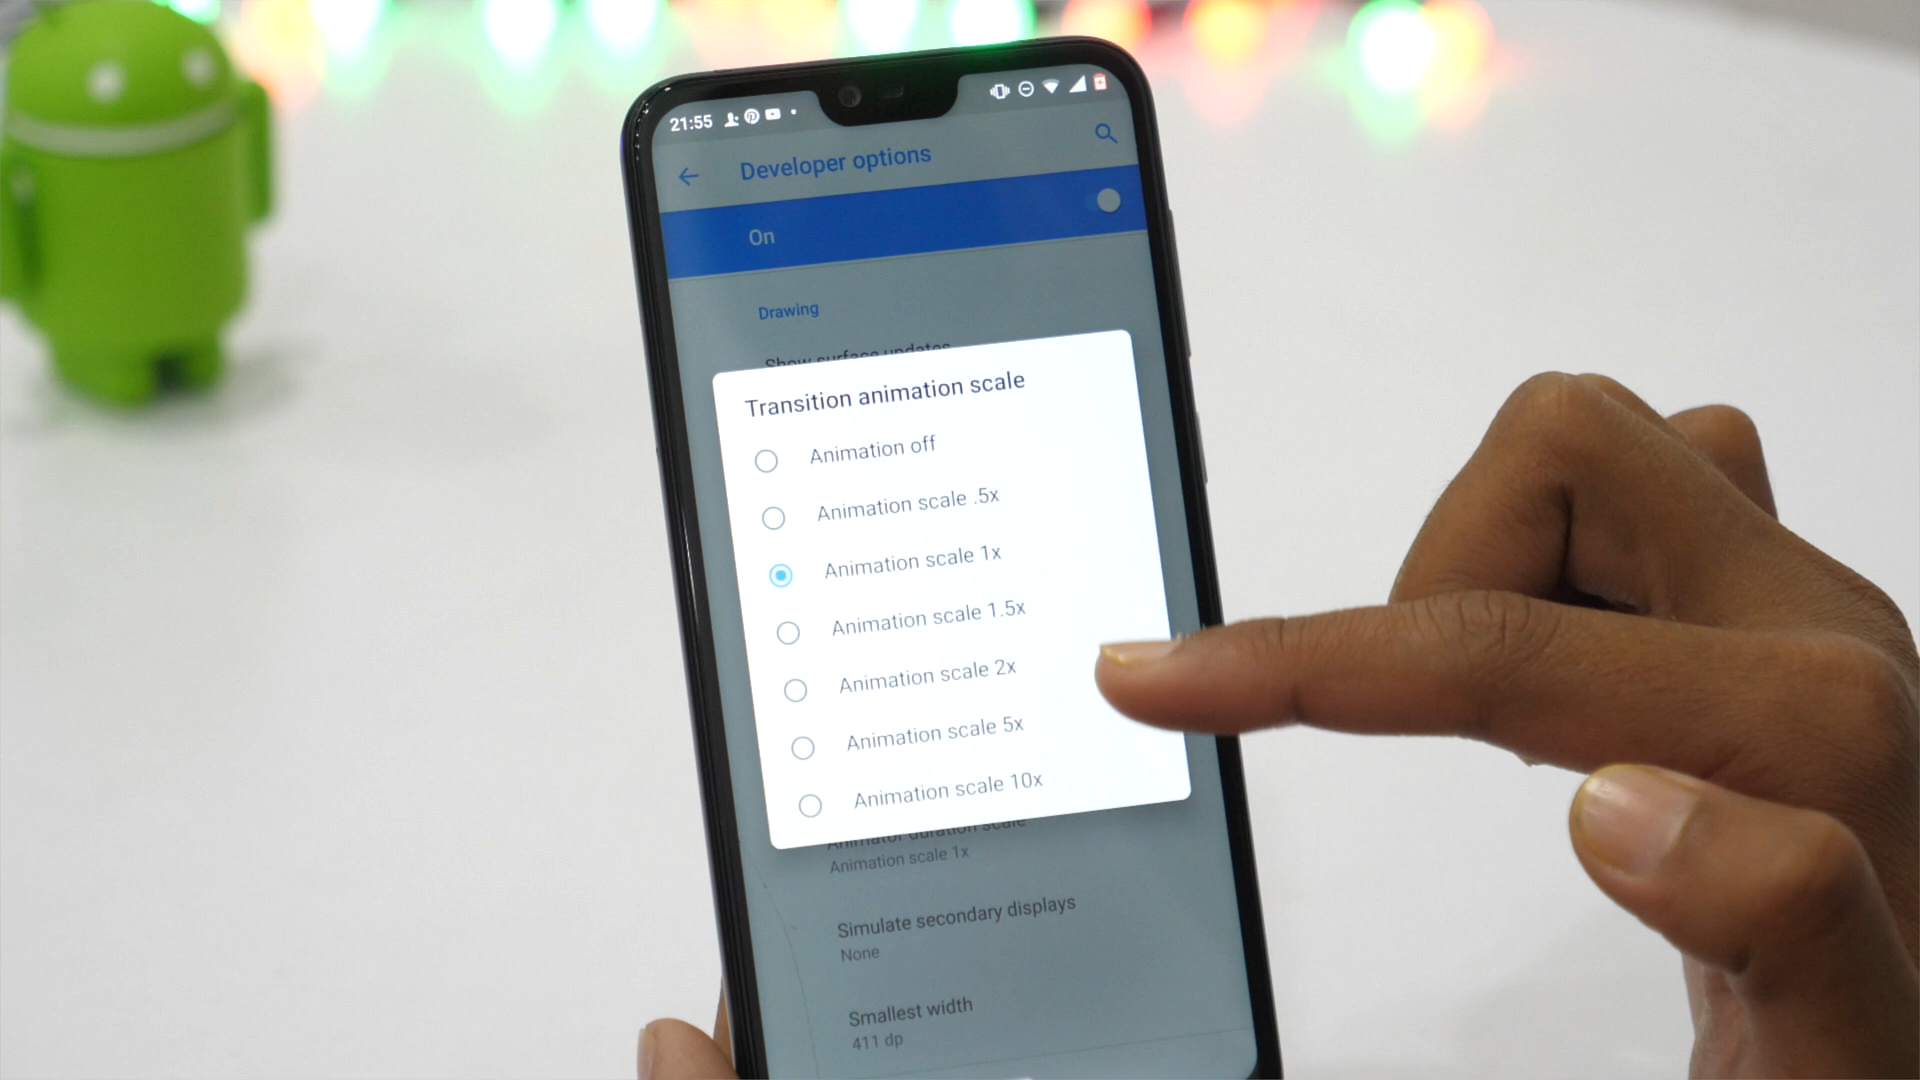 21:55
Developer options
On
Drawing
Show surface updates
Transition animation scale
Animation off
Animation scale .5x
Animation scale 1x
Animation scale 1.5x
Animation scale 2x
Animation scale 5x
Animation scale 10x
Animator duration scale
Animation scale 1x
Simulate secondary displays
None
Smallest width
411 dp